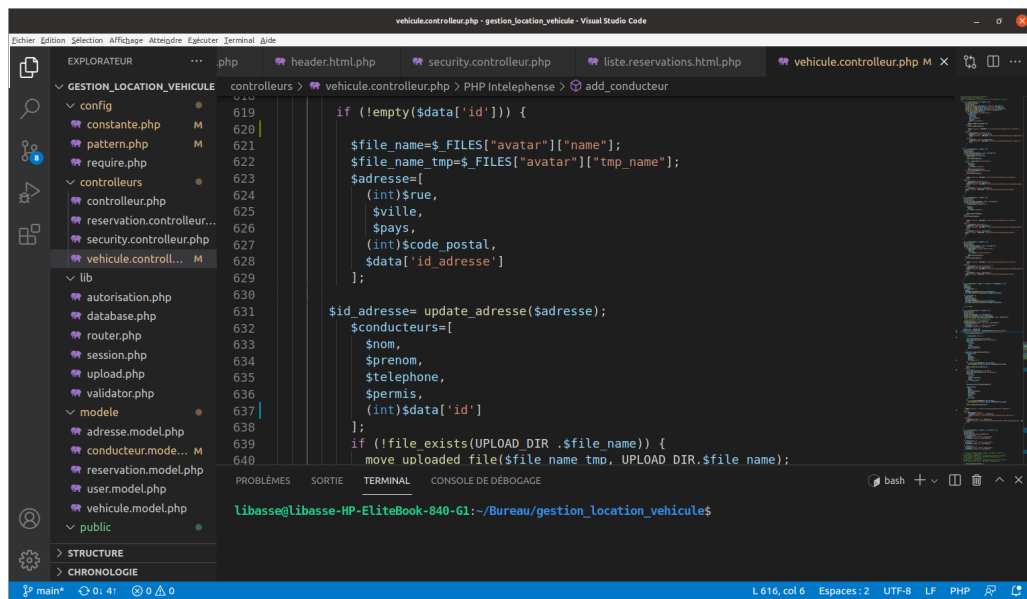 vehicule.controlleur.php - gestion_location_vehicule - Visual Studio Code
Fichier Edition Sélection Affichage Atteindre Exécuter Terminal Aide
EXPLORATEUR ··· .php header.html.php security.controlleur.php liste.reservations.html.php vehicule.controlleur.php M
GESTION_LOCATION_VEHICULE
controlleurs > vehicule.controlleur.php > PHP Intelephense > add_conducteur
config
constante.php M
pattern.php M
require.php
controlleurs
controlleur.php
reservation.controlleur...
security.controlleur.php
vehicule.controll... M
lib
autorisation.php
database.php
router.php
session.php
upload.php
validator.php
modele
adresse.model.php
conducteur.mode... M
reservation.model.php
user.model.php
vehicule.model.php
public
STRUCTURE
CHRONOLOGIE
8
618
619 if (!empty($data['id'])) {
620
621 $file_name=$_FILES["avatar"]["name"];
622 $file_name_tmp=$_FILES["avatar"]["tmp_name"];
623 $adresse=[
624 (int)$rue,
625 $ville,
626 $pays,
627 (int)$code_postal,
628 $data['id_adresse']
629 ];
630
631 $id_adresse= update_adresse($adresse);
632 $conducteurs=[
633 $nom,
634 $prenom,
635 $telephone,
636 $permis,
637 (int)$data['id']
638 ];
639 if (!file_exists(UPLOAD_DIR .$file_name)) {
640 move_uploaded_file($file_name_tmp, UPLOAD_DIR.$file_name);
PROBLÈMES SORTIE TERMINAL CONSOLE DE DÉBOGAGE bash
libasse@libasse-HP-EliteBook-840-G1:~/Bureau/gestion_location_vehicule$
main* 0↓ 4↑ 0 0 L 616, col 6 Espaces : 2 UTF-8 LF PHP